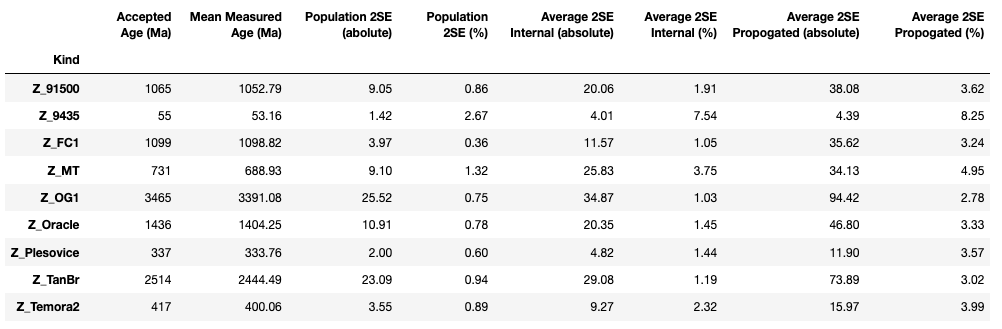 Accepted Age (Ma) Mean Measured Age (Ma) Population 2SE (abolute) Population 2SE (%) Average 2SE Internal (absolute) Average 2SE Internal (%) Average 2SE Propogated (absolute) Average 2SE Propogated (%)
Kind
Z_91500 1065 1052.79 9.05 0.86 20.06 1.91 38.08 3.62
Z_9435 55 53.16 1.42 2.67 4.01 7.54 4.39 8.25
Z_FC1 1099 1098.82 3.97 0.36 11.57 1.05 35.62 3.24
Z_MT 731 688.93 9.10 1.32 25.83 3.75 34.13 4.95
Z_OG1 3465 3391.08 25.52 0.75 34.87 1.03 94.42 2.78
Z_Oracle 1436 1404.25 10.91 0.78 20.35 1.45 46.80 3.33
Z_Plesovice 337 333.76 2.00 0.60 4.82 1.44 11.90 3.57
Z_TanBr 2514 2444.49 23.09 0.94 29.08 1.19 73.89 3.02
Z_Temora2 417 400.06 3.55 0.89 9.27 2.32 15.97 3.99